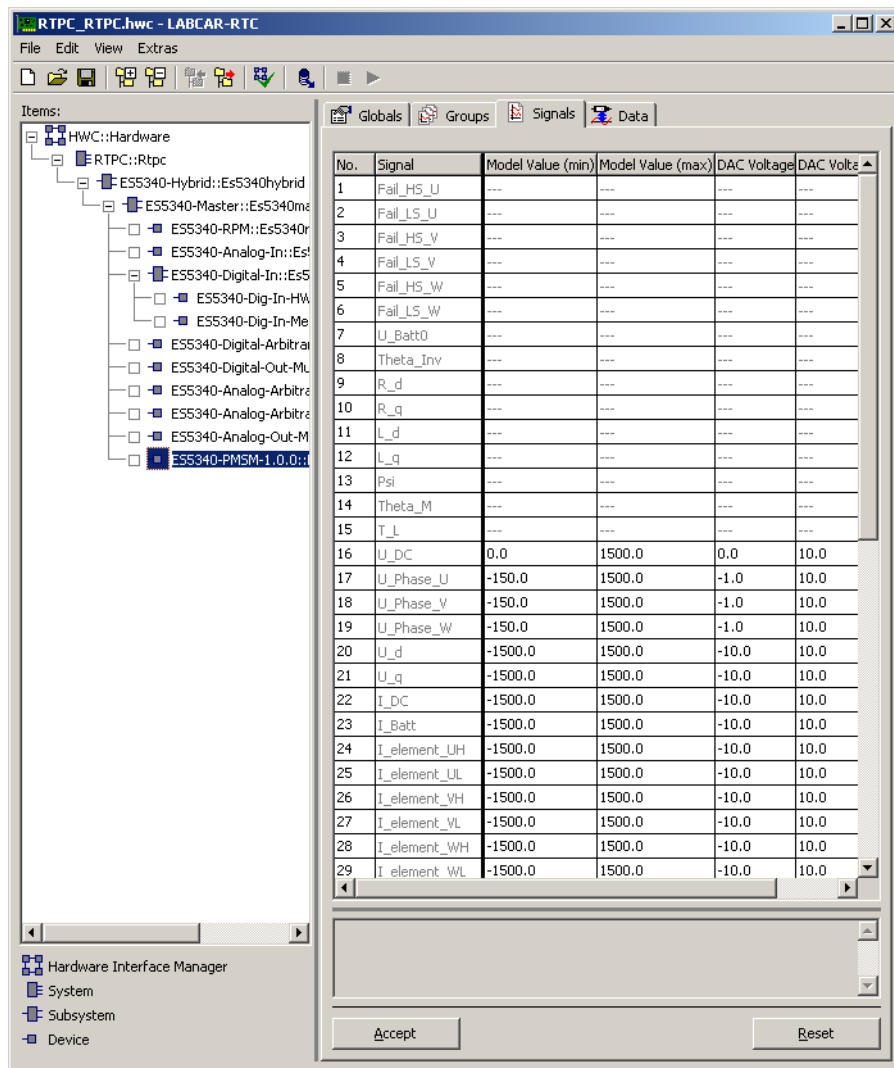 RTPC_RTPC.hwc - LABCAR-RTC
File Edit View Extras
Items:
HWC::Hardware
RTPC::Rtpc
ES5340-Hybrid::Es5340hybrid
ES5340-Master::Es5340ma
ES5340-RPM::Es5340r
ES5340-Analog-In::Es
ES5340-Digital-In::Es5
ES5340-Dig-In-HW
ES5340-Dig-In-Me
ES5340-Digital-Arbitrar
ES5340-Digital-Out-Mu
ES5340-Analog-Arbitra
ES5340-Analog-Arbitra
ES5340-Analog-Out-M
ES5340-PMSM-1.0.0::
Hardware Interface Manager
System
Subsystem
Device
Globals Groups Signals Data
No. Signal Model Value (min) Model Value (max) DAC Voltage DAC Volta
1 Fail_HS_U --- --- --- ---
2 Fail_LS_U --- --- --- ---
3 Fail_HS_V --- --- --- ---
4 Fail_LS_V --- --- --- ---
5 Fail_HS_W --- --- --- ---
6 Fail_LS_W --- --- --- ---
7 U_Batt0 --- --- --- ---
8 Theta_Inv --- --- --- ---
9 R_d --- --- --- ---
10 R_q --- --- --- ---
11 L_d --- --- --- ---
12 L_q --- --- --- ---
13 Psi --- --- --- ---
14 Theta_M --- --- --- ---
15 T_L --- --- --- ---
16 U_DC 0.0 1500.0 0.0 10.0
17 U_Phase_U -150.0 1500.0 -1.0 10.0
18 U_Phase_V -150.0 1500.0 -1.0 10.0
19 U_Phase_W -150.0 1500.0 -1.0 10.0
20 U_d -1500.0 1500.0 -10.0 10.0
21 U_q -1500.0 1500.0 -10.0 10.0
22 I_DC -1500.0 1500.0 -10.0 10.0
23 I_Batt -1500.0 1500.0 -10.0 10.0
24 I_element_UH -1500.0 1500.0 -10.0 10.0
25 I_element_UL -1500.0 1500.0 -10.0 10.0
26 I_element_VH -1500.0 1500.0 -10.0 10.0
27 I_element_VL -1500.0 1500.0 -10.0 10.0
28 I_element_WH -1500.0 1500.0 -10.0 10.0
29 I_element_WL -1500.0 1500.0 -10.0 10.0
Accept Reset